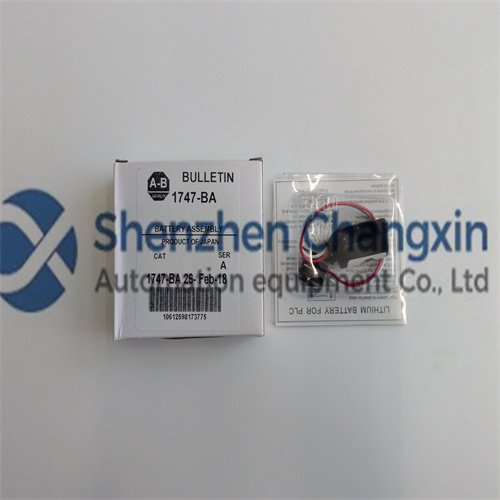 A-B
BULLETIN
1747-BA
BATTERY ASSEMBLY
PRODUCT OF JAPAN
CAT
SER
A
1747-BA 26- Feb-18
10612598173775
LITHIUM BATTERY FOR PLC
Shenzhen Changxin
Automation equipment Co., Ltd